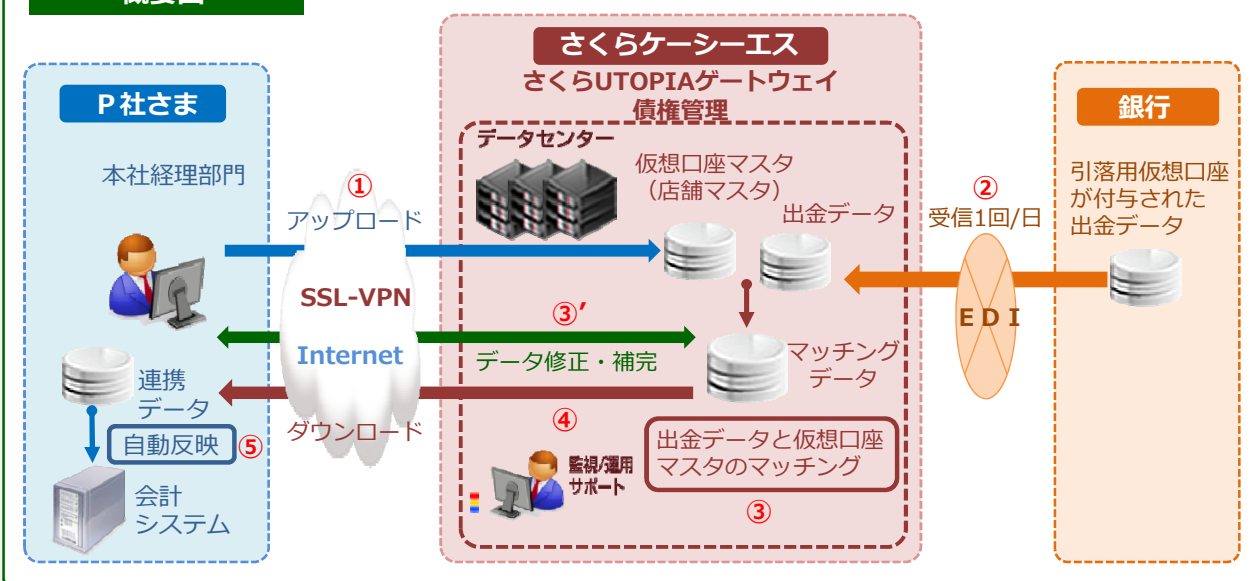 概要図
P社さま
本社経理部門
①
アップロード
SSL-VPN
Internet
ダウンロード
連携
データ
自動反映
⑤
会計
システム
さくらケーシーエス
さくらUTOPIAゲートウェイ
債権管理
データセンター
仮想口座マスタ
（店舗マスタ）
出金データ
③’
データ修正・補完
マッチング
データ
④
出金データと仮想口座
マスタのマッチング
③
監視/運用
サポート
②
受信1回/日
EDI
銀行
引落用仮想口座
が付与された
出金データ